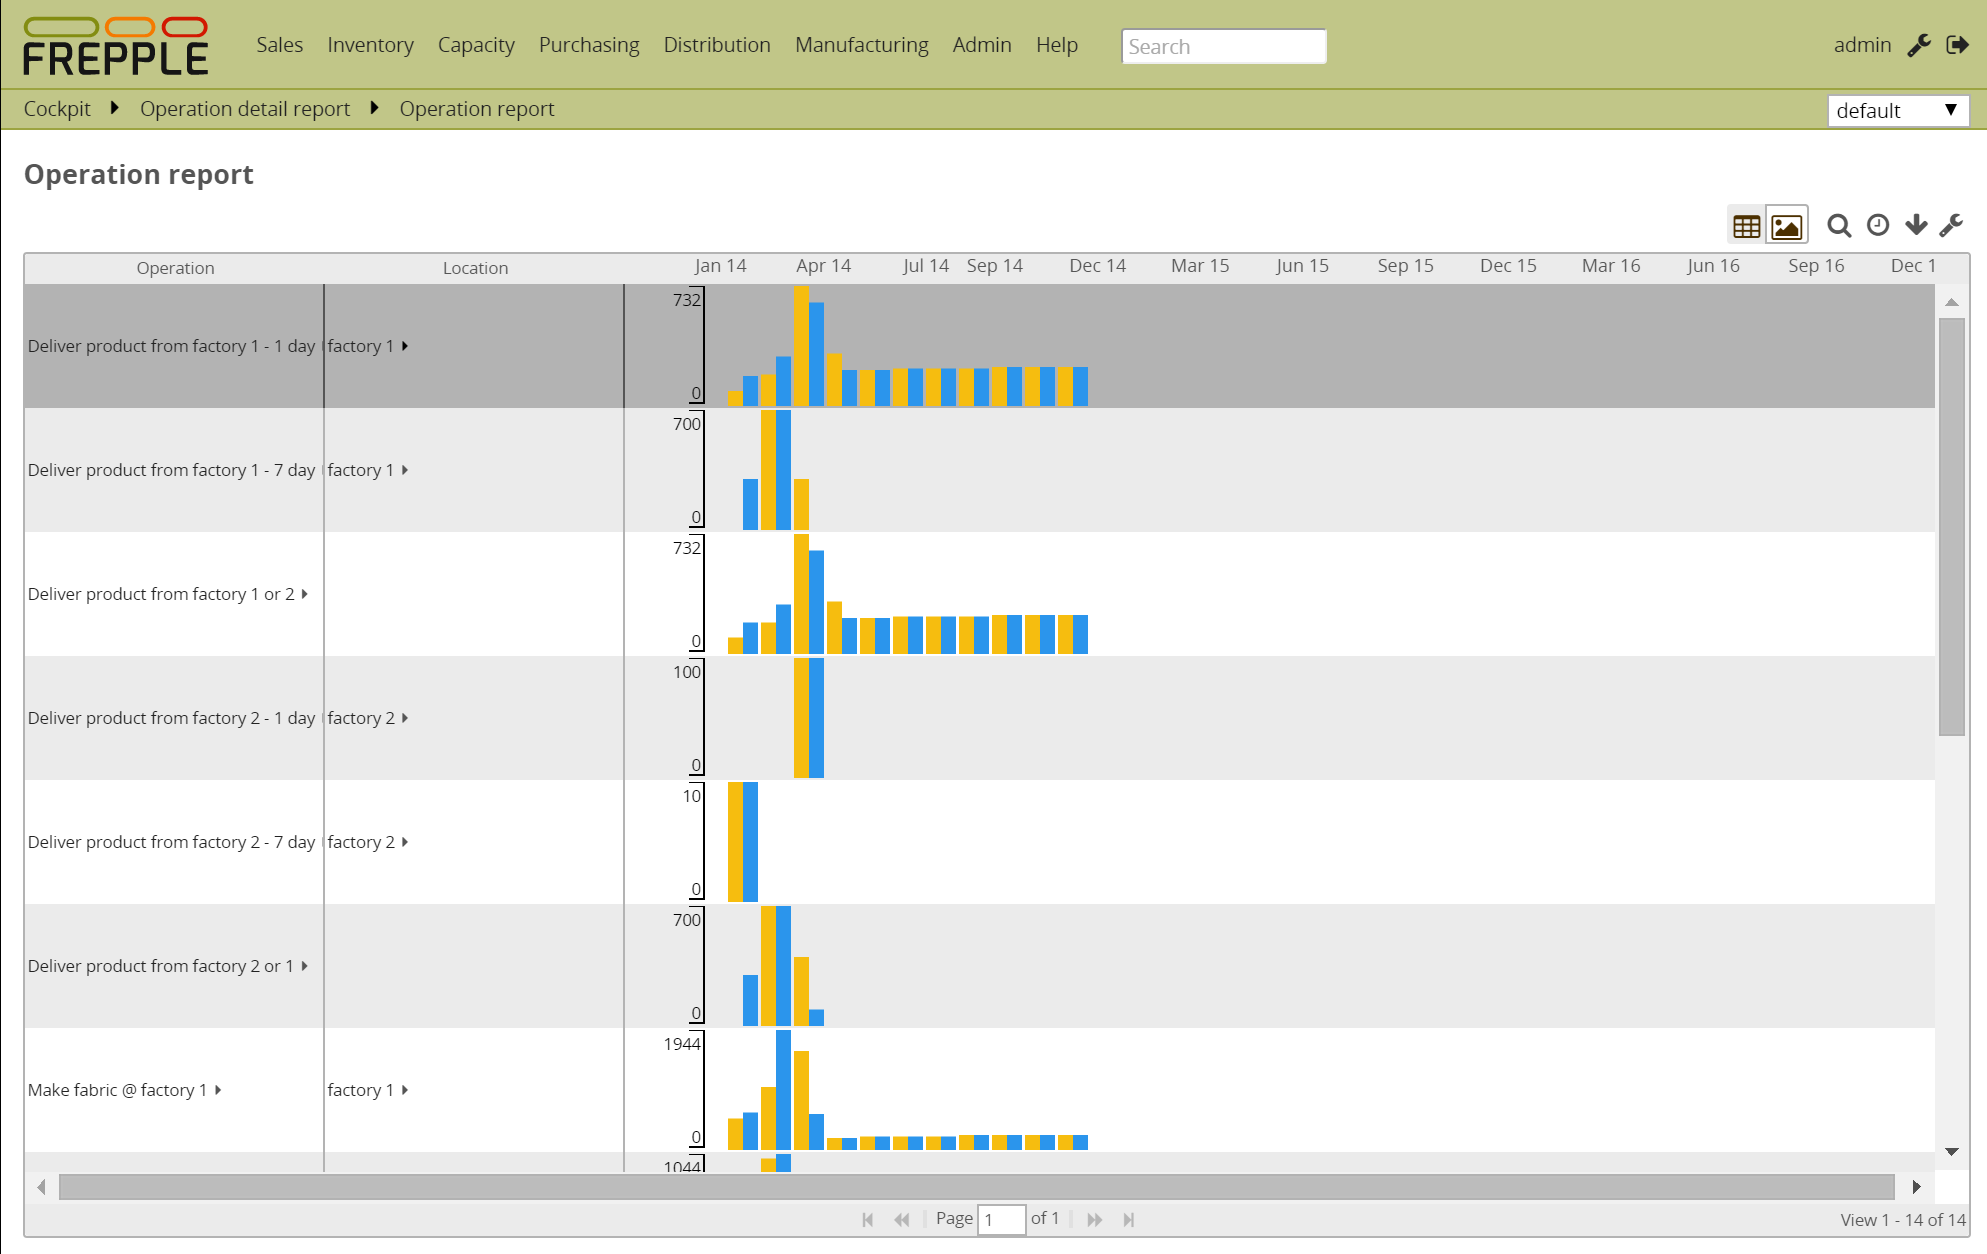 FREPPLE
Sales Inventory Capacity Purchasing Distribution Manufacturing Admin Help Search admin
Cockpit Operation detail report Operation report default
Operation report
Operation Location Jan 14 Apr 14 Jul 14 Sep 14 Dec 14 Mar 15 Jun 15 Sep 15 Dec 15 Mar 16 Jun 16 Sep 16 Dec 1
732
Deliver product from factory 1 - 1 day factory 1
0
700
Deliver product from factory 1 - 7 day factory 1
0
732
Deliver product from factory 1 or 2
0
100
Deliver product from factory 2 - 1 day factory 2
0
10
Deliver product from factory 2 - 7 day factory 2
0
700
Deliver product from factory 2 or 1
0
1944
Make fabric @ factory 1 factory 1
0
1044
Page 1 of 1 View 1 - 14 of 14